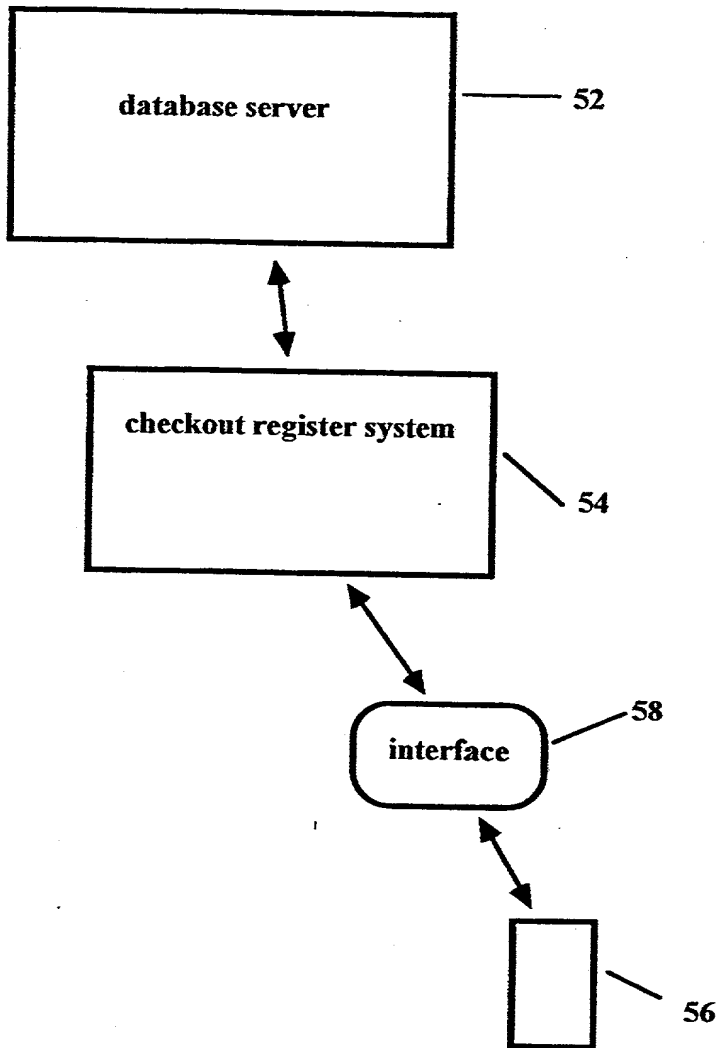 database server
52
checkout register system
54
58
interface
56